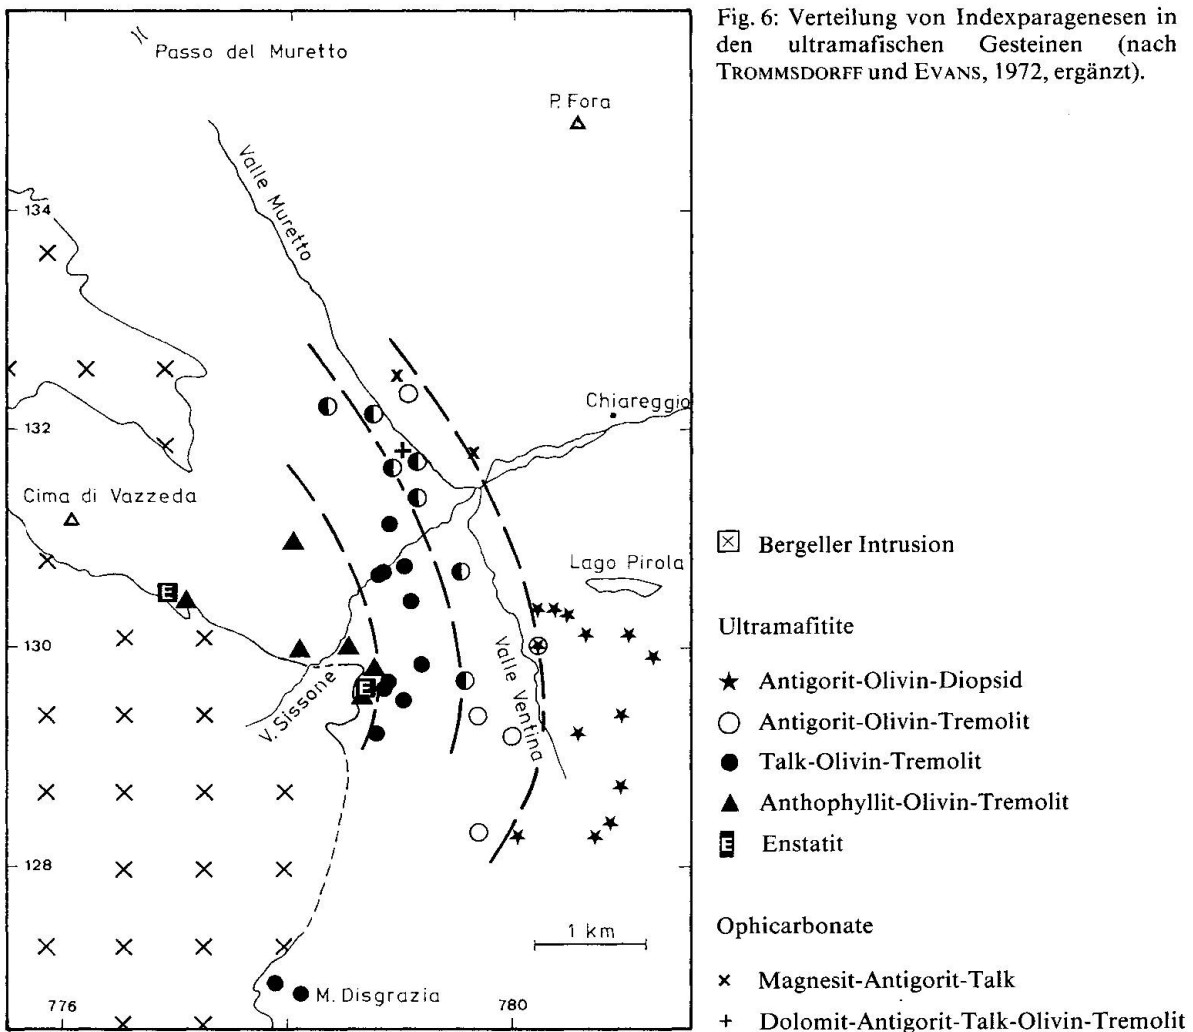 Fig. 6: Verteilung von Indexparagenesen in
den ultramafischen Gesteinen (nach
TROMMSDORFF und EVANS, 1972, ergänzt).
Passo del Muretto
P. Fora
Valle Muretto
134
132
Chiareggio
Cima di Vazzeda
Lago Pirola
130
V. Sissone
Valle Ventina
E
E
128
1 km
M. Disgrazia
776
780
Bergeller Intrusion
Ultramafitite
Antigorit-Olivin-Diopsid
Antigorit-Olivin-Tremolit
Talk-Olivin-Tremolit
Anthophyllit-Olivin-Tremolit
E Enstatit
Ophicarbonate
Magnesit-Antigorit-Talk
Dolomit-Antigorit-Talk-Olivin-Tremolit